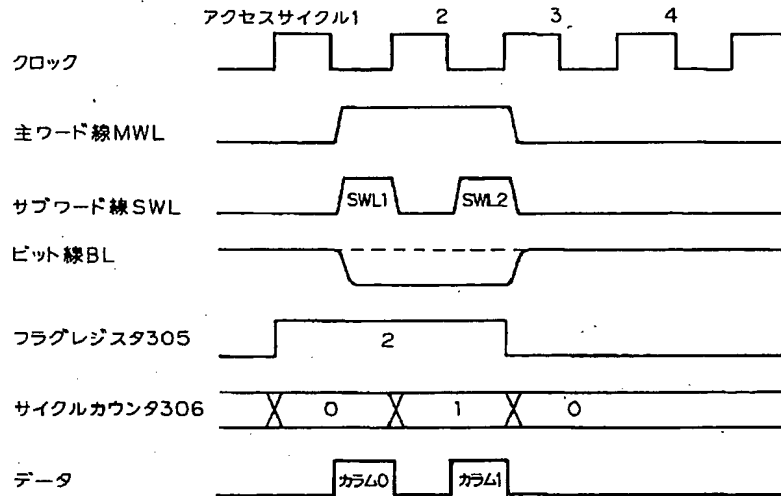 アクセスサイクル1 2 3 4
クロック
主ワード線MWL
サブワード線SWL SWL1 SWL2
ビット線BL
フラグレジスタ305 2
サイクルカウンタ306 0 1 0
データ カラム0 カラム1